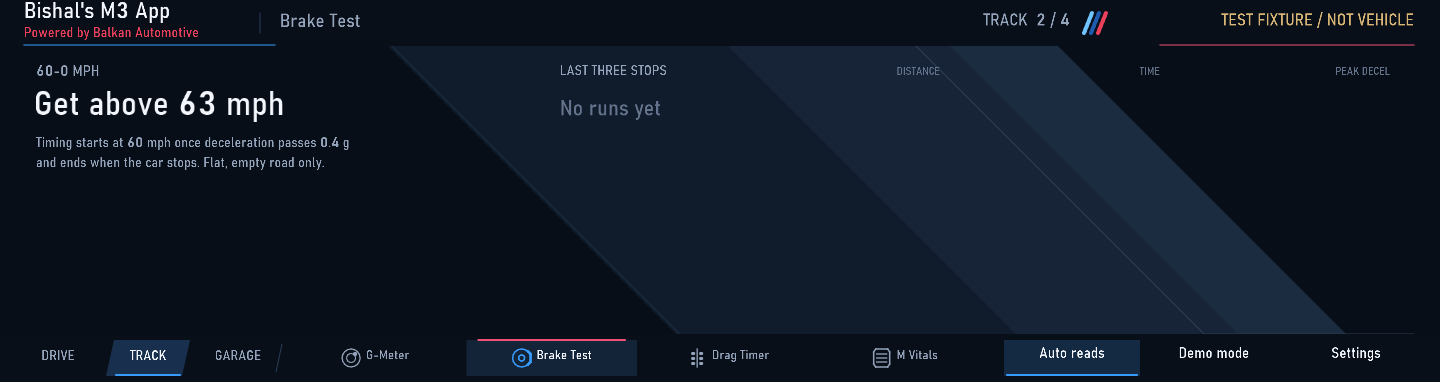 Bishal's M3 App
Powered by Balkan Automotive
Brake Test
TRACK 2 / 4
TEST FIXTURE / NOT VEHICLE
60-0 MPH
Get above 63 mph
Timing starts at 60 mph once deceleration passes 0.4 g
and ends when the car stops. Flat, empty road only.
LAST THREE STOPS
DISTANCE
TIME
PEAK DECEL
No runs yet
DRIVE
TRACK
GARAGE
G-Meter
Brake Test
Drag Timer
M Vitals
Auto reads
Demo mode
Settings